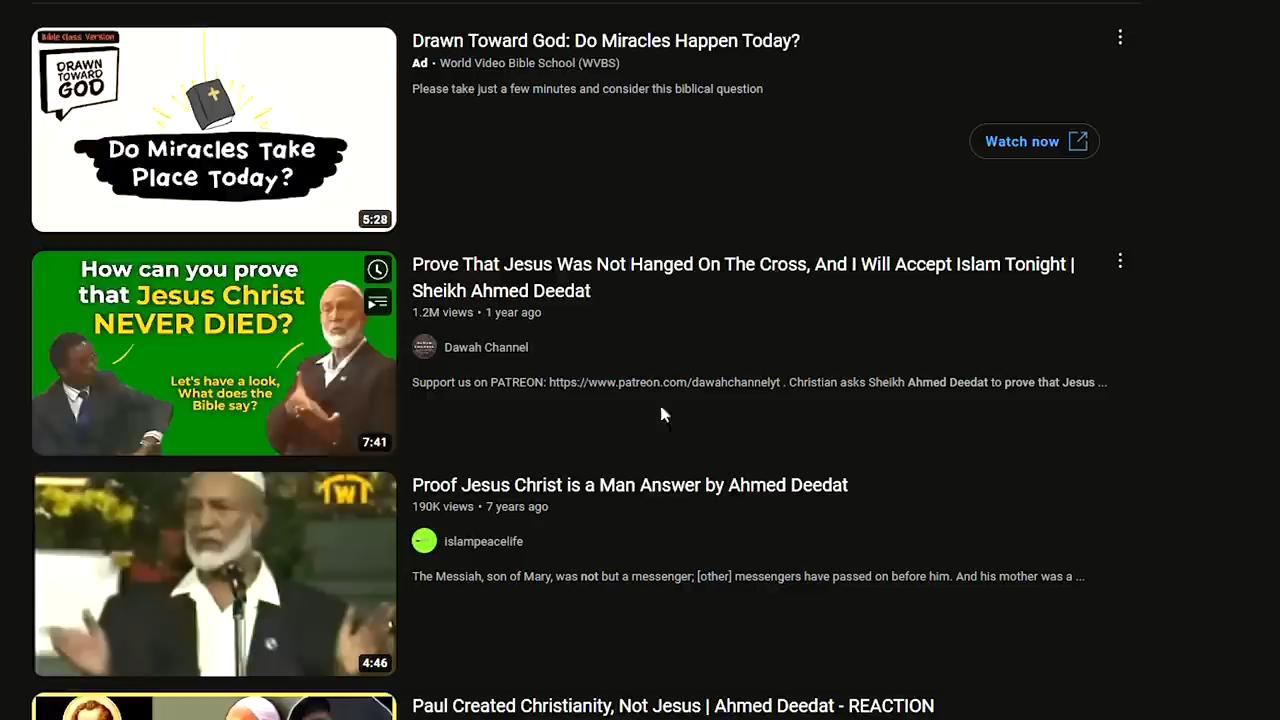 Bible Class Version
DRAWN
TOWARD
GOD
Do Miracles Take
Place Today?
5:28
Drawn Toward God: Do Miracles Happen Today?
Ad • World Video Bible School (WVBS)
Please take just a few minutes and consider this biblical question
Watch now
How can you prove
that Jesus Christ
NEVER DIED?
Let's have a look,
What does the
Bible say?
7:41
Prove That Jesus Was Not Hanged On The Cross, And I Will Accept Islam Tonight |
Sheikh Ahmed Deedat
1.2M views • 1 year ago
Dawah Channel
Support us on PATREON: https://www.patreon.com/dawahchannelyt . Christian asks Sheikh Ahmed Deedat to prove that Jesus ...
W
4:46
Proof Jesus Christ is a Man Answer by Ahmed Deedat
190K views • 7 years ago
islampeacelife
The Messiah, son of Mary, was not but a messenger; [other] messengers have passed on before him. And his mother was a ...
Paul Created Christianity, Not Jesus | Ahmed Deedat - REACTION